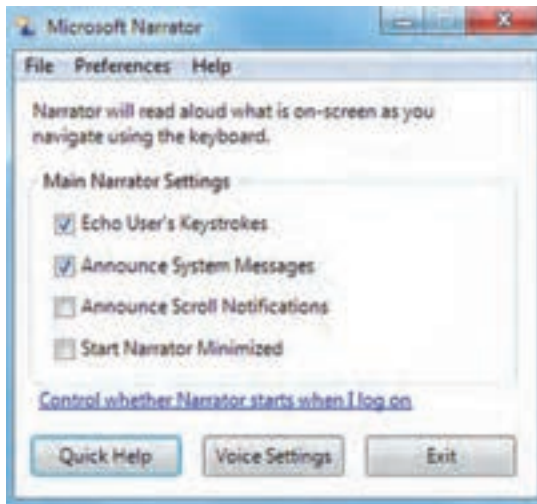 Microsoft Narrator
File Preferences Help
Narrator will read aloud what is on-screen as you
navigate using the keyboard.
Main Narrator Settings
Echo User's Keystrokes
Announce System Messages
Announce Scroll Notifications
Start Narrator Minimized
Control whether Narrator starts when I log on
Quick Help Voice Settings Exit